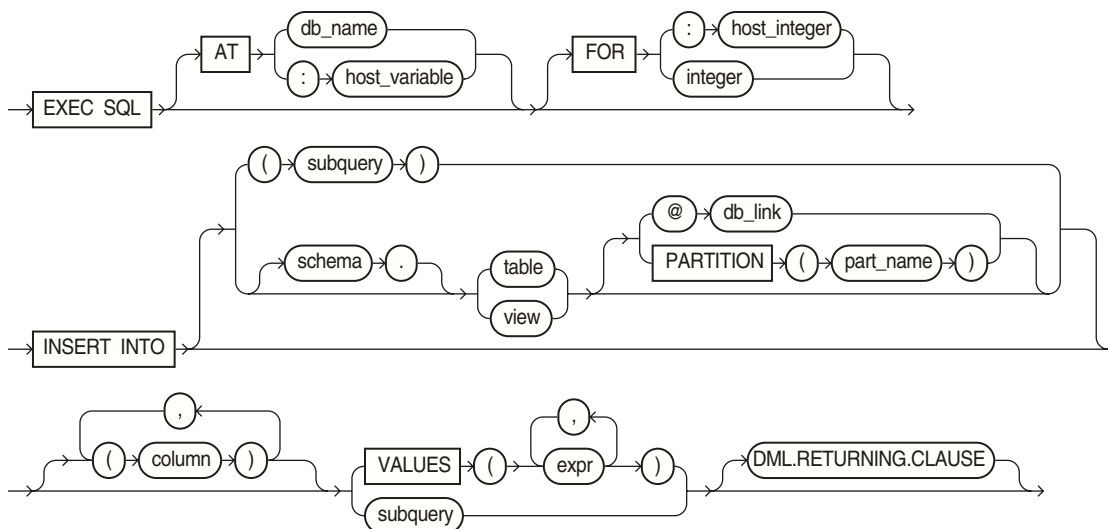 AT db_name : host_variable FOR : host_integer integer
EXEC SQL
( subquery )
@ db_link
schema . table PARTITION ( part_name )
view
INSERT INTO
, ,
( column ) VALUES ( expr ) DML.RETURNING.CLAUSE
subquery